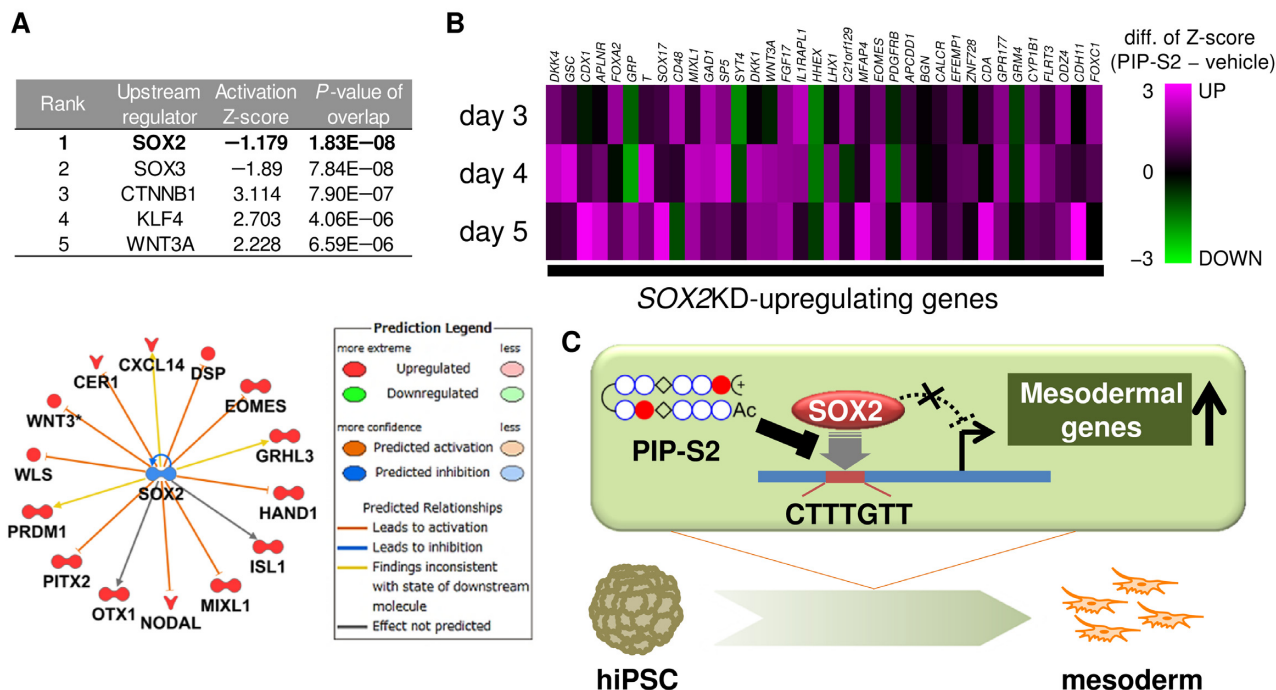 A
Rank Upstream regulator Activation Z-score P-value of overlap
1 SOX2 −1.179 1.83E−08
2 SOX3 −1.89 7.84E−08
3 CTNNB1 3.114 7.90E−07
4 KLF4 2.703 4.06E−06
5 WNT3A 2.228 6.59E−06
CXCL14
CER1
DSP
EOMES
WNT3*
GRHL3
WLS
SOX2
HAND1
PRDM1
ISL1
PITX2
MIXL1
OTX1
NODAL
Prediction Legend
more extreme less
Upregulated
Downregulated
more confidence less
Predicted activation
Predicted inhibition
Predicted Relationships
Leads to activation
Leads to inhibition
Findings inconsistent
with state of downstream
molecule
Effect not predicted
B
DKK4 GSC CDX1 APLNR FOXA2 GRP T SOX17 CD48 MIXL1 GAD1 SP5 SYT4 DKK1 WNT3A FGF17 IL1RAPL1 HHEX LHX1 C21orf129 MFAP4 EOMES PDGFRB APCDD1 BGN CALCR EFEMP1 ZNF728 CDA GPR177 GRM4 CYP1B1 FLRT3 ODZ4 CDH11 FOXC1
day 3
day 4
day 5
SOX2KD-upregulating genes
diff. of Z-score
(PIP-S2 – vehicle)
3 UP
0
−3 DOWN
C
+
Ac
PIP-S2
SOX2
Mesodermal
genes
CTTTGTT
hiPSC
mesoderm